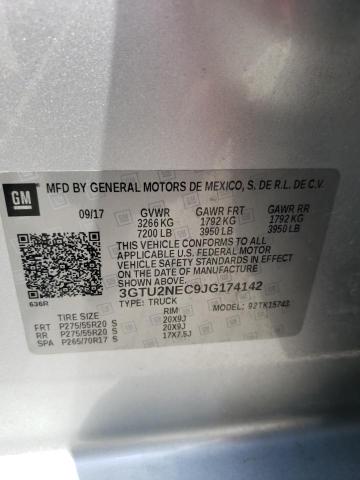 GM
MFD BY GENERAL MOTORS DE MEXICO, S. DE R.L. DE C.V.
09/17 GVWR GAWR FRT GAWR RR
3266 KG 1792 KG 1792 KG
7200 LB 3950 LB 3950 LB
THIS VEHICLE CONFORMS TO ALL
APPLICABLE U.S. FEDERAL MOTOR
VEHICLE SAFETY STANDARDS IN
EFFECT ON THE DATE OF
MANUFACTURE SHOWN ABOVE.
3GTU2NEC9JG174142
636R
TYPE: TRUCK MODEL: 92TK15743
TIRE SIZE RIM
FRT P275/55R20 S 20X9J
RR P275/55R20 S 20X9J
SPA P265/70R17 S 17X7.5J